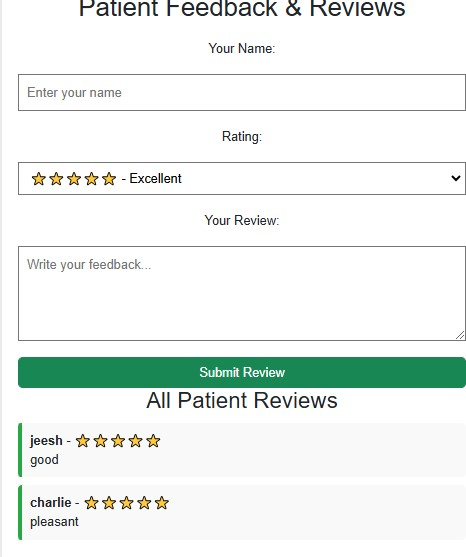 Patient Feedback & Reviews
Your Name:
Enter your name
Rating:
⭐⭐⭐⭐⭐ - Excellent
Your Review:
Write your feedback...
Submit Review
All Patient Reviews
jeesh - ⭐⭐⭐⭐⭐
good
charlie - ⭐⭐⭐⭐⭐
pleasant